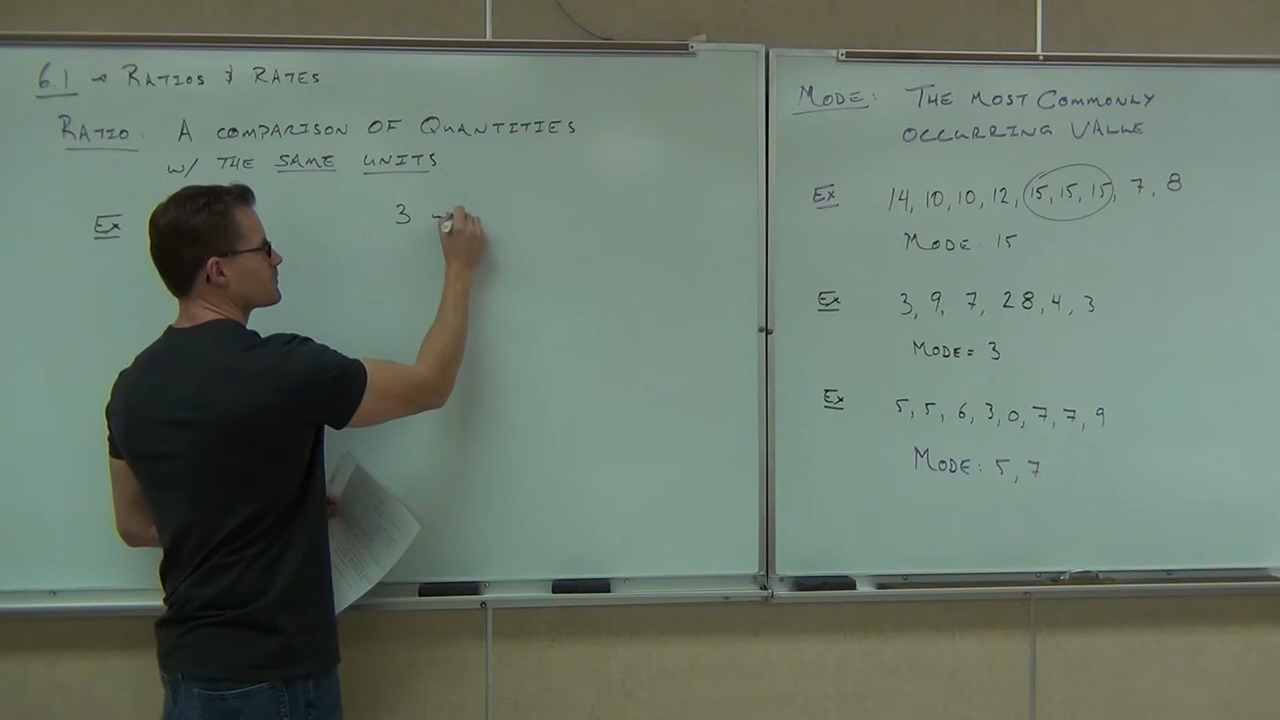 6.1 → RATIOS & RATES
RATIO: A COMPARISON OF QUANTITIES
W/ THE SAME UNITS
Ex
3
MODE: THE MOST COMMONLY
OCCURRING VALUE
Ex 14, 10, 10, 12, 15, 15, 15, 7, 8
MODE: 15
Ex 3, 9, 7, 28, 4, 3
MODE = 3
Ex 5, 5, 6, 3, 0, 7, 7, 9
MODE: 5, 7